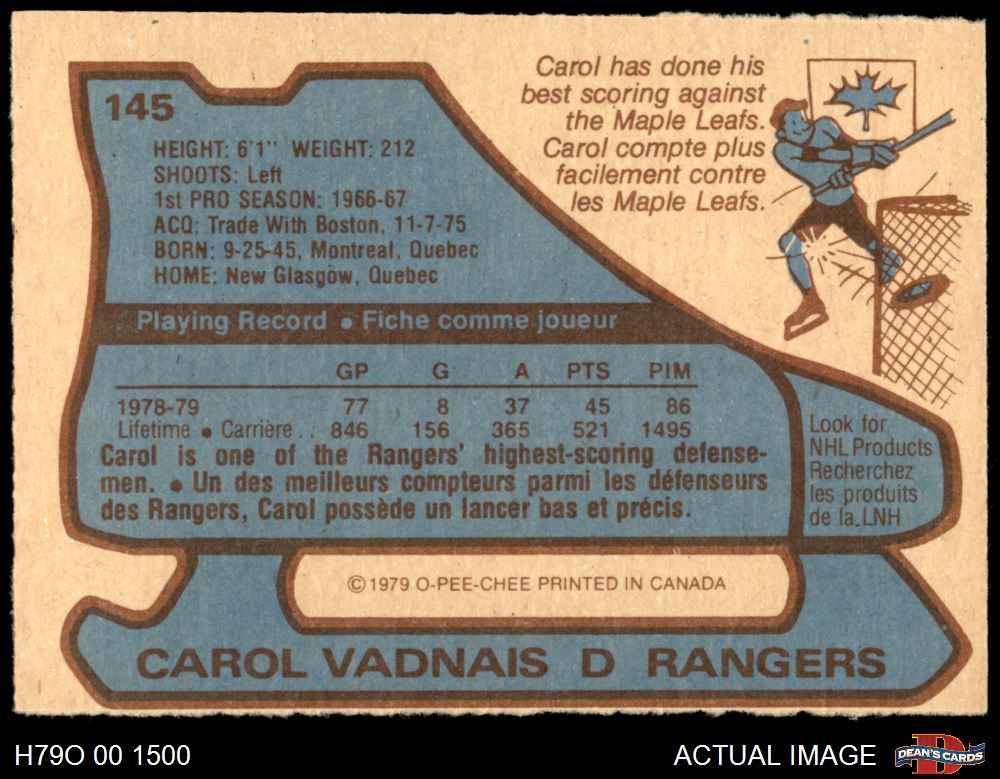 145
HEIGHT: 6'1" WEIGHT: 212
SHOOTS: Left
1st PRO SEASON: 1966-67
ACQ: Trade With Boston, 11-7-75
BORN: 9-25-45, Montreal, Quebec
HOME: New Glasgow, Quebec
Carol has done his
best scoring against
the Maple Leafs.
Carol compte plus
facilement contre
les Maple Leafs.
Playing Record ● Fiche comme joueur
GP G A PTS PIM
1978-79 77 8 37 45 86
Lifetime ● Carrière . . 846 156 365 521 1495
Carol is one of the Rangers' highest-scoring defense-
men. ● Un des meilleurs compteurs parmi les défenseurs
des Rangers, Carol possède un lancer bas et précis.
Look for
NHL Products
Recherchez
les produits
de la LNH
©1979 O-PEE-CHEE PRINTED IN CANADA
CAROL VADNAIS D RANGERS
H79O 00 1500
ACTUAL IMAGE
D
DEAN'S CARDS